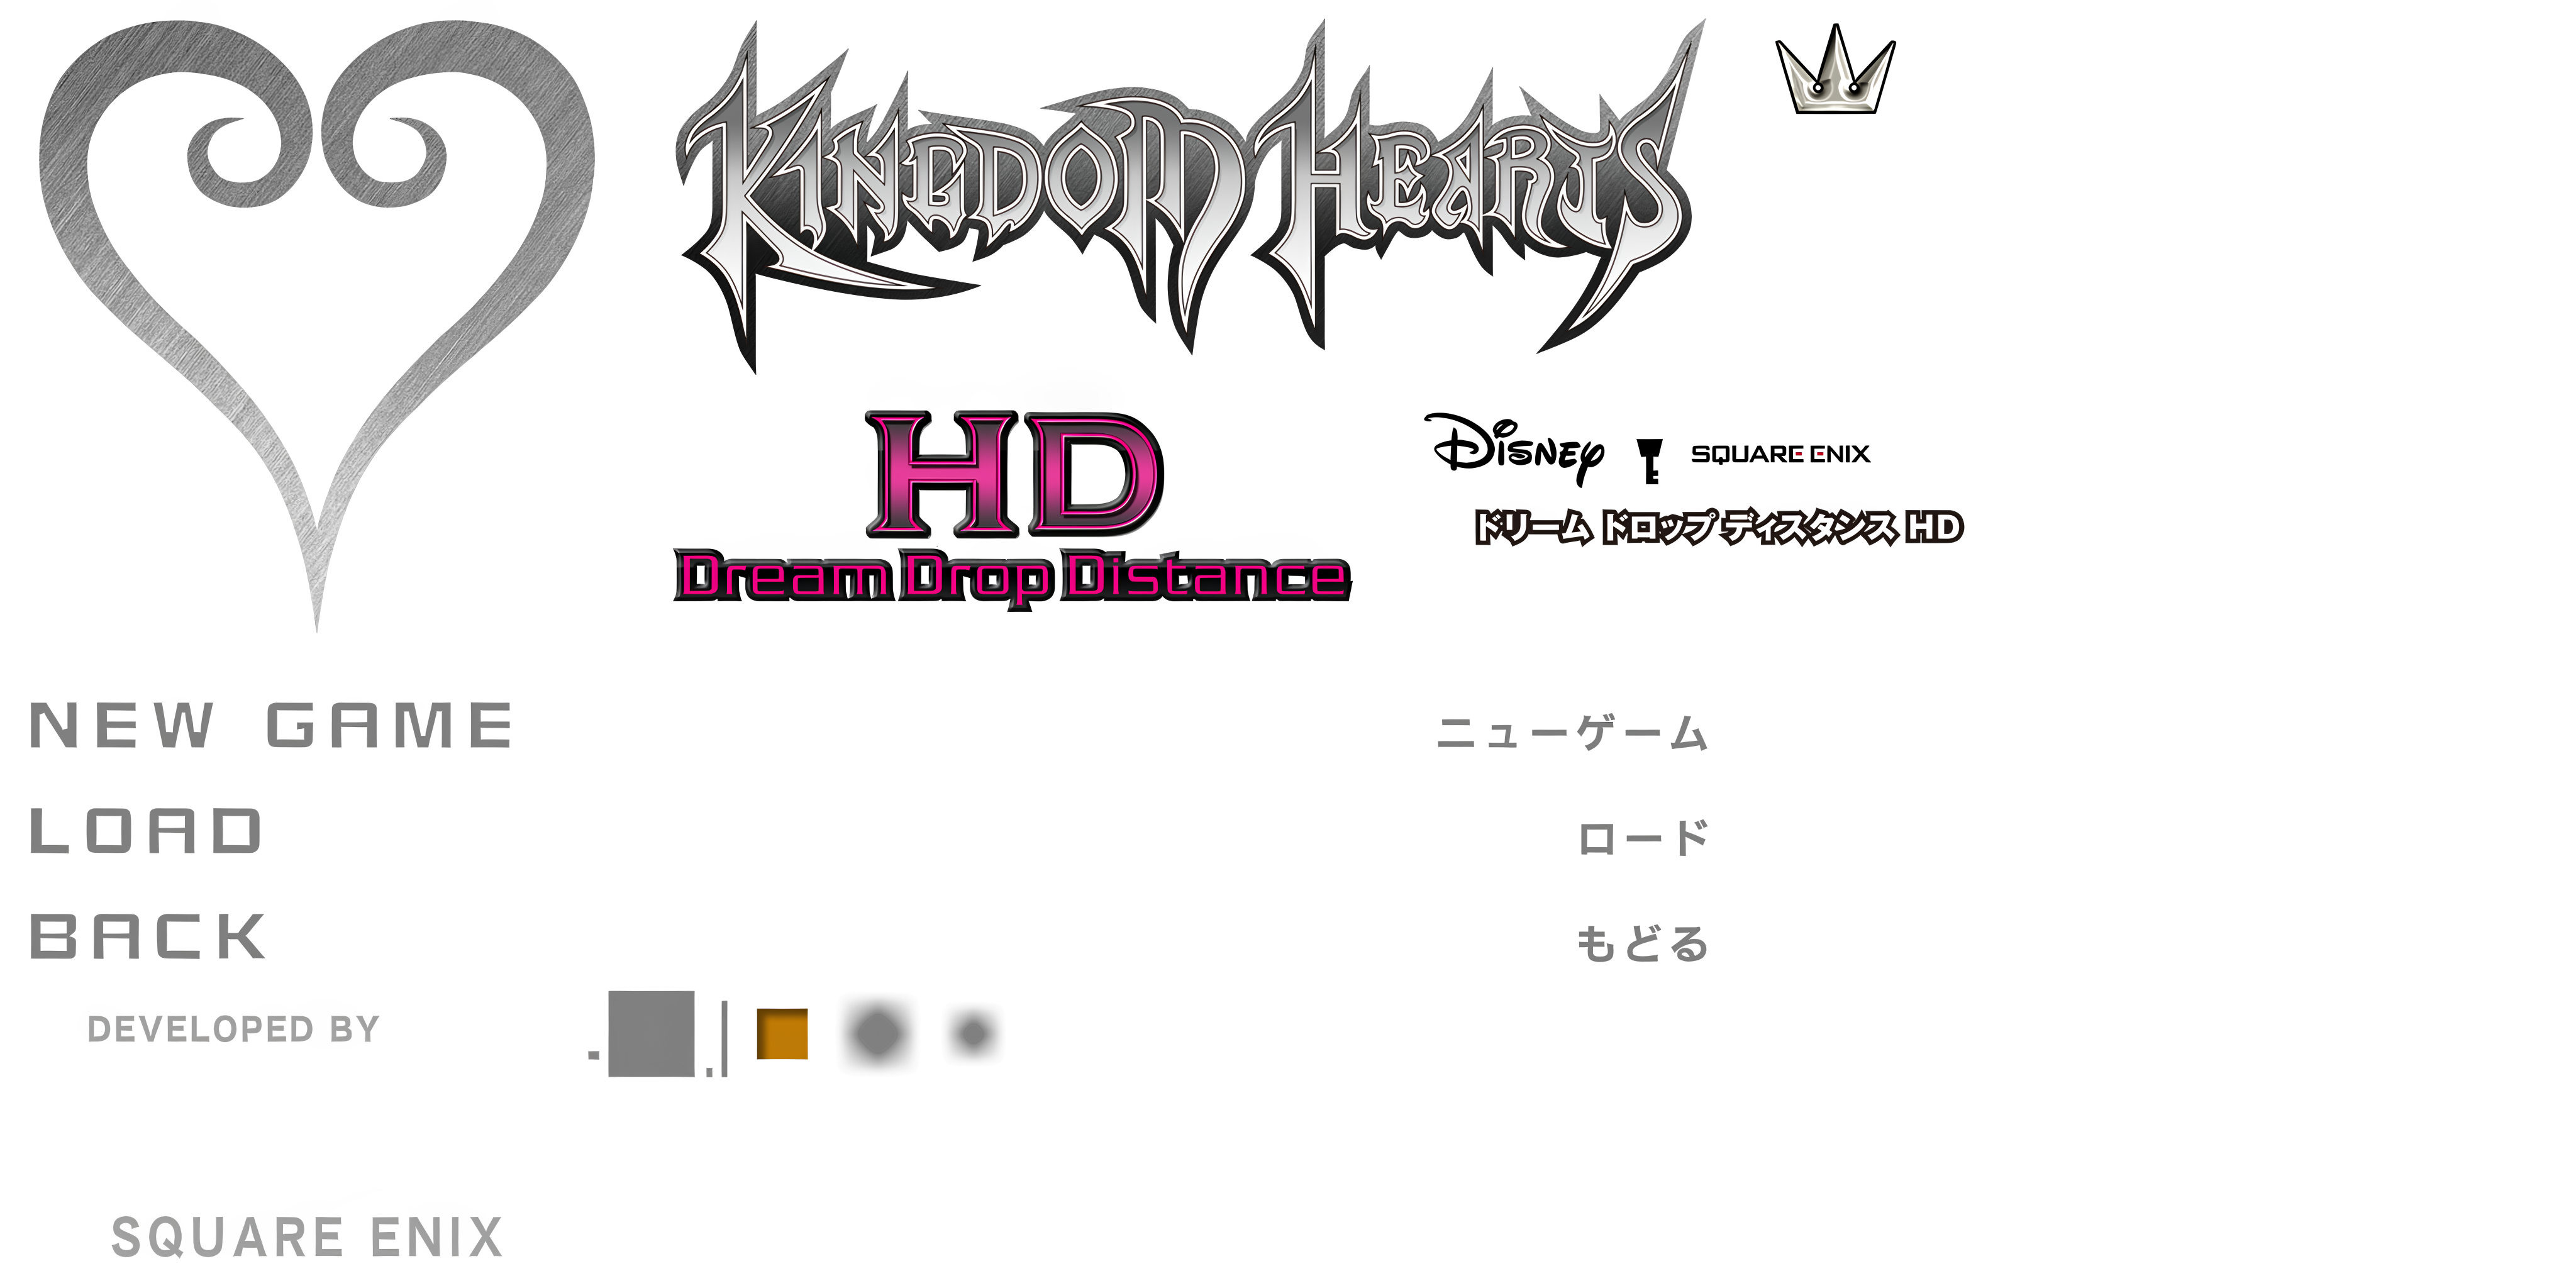 KINGDOM HEARTS
HD
Dream Drop Distance
Disney SQUARE ENIX
ドリーム ドロップ ディスタンス HD
NEW GAME
ニューゲーム
LOAD
ロード
BACK
もどる
DEVELOPED BY
SQUARE ENIX